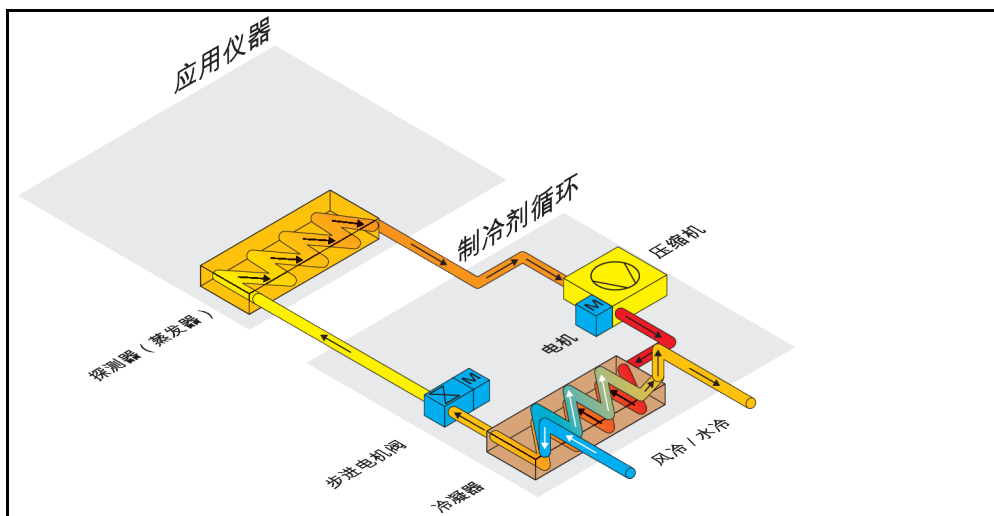 应用仪器
制冷剂循环
压缩机
M
电机
探测器（蒸发器）
M
步进电机阀
风冷 / 水冷
冷凝器